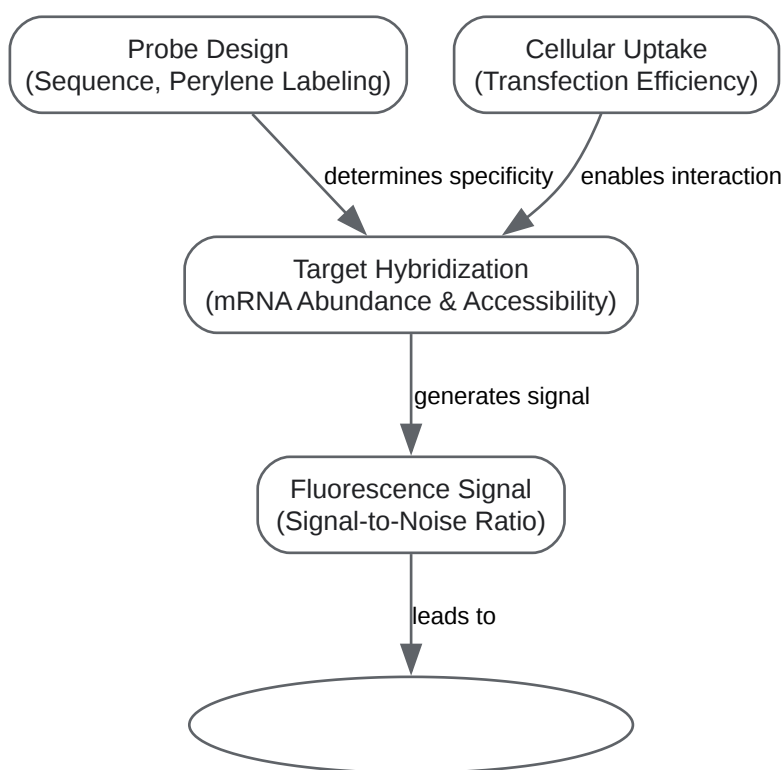 Probe Design
(Sequence, Perylene Labeling)
Cellular Uptake
(Transfection Efficiency)
determines specificity
enables interaction
Target Hybridization
(mRNA Abundance & Accessibility)
generates signal
Fluorescence Signal
(Signal-to-Noise Ratio)
leads to